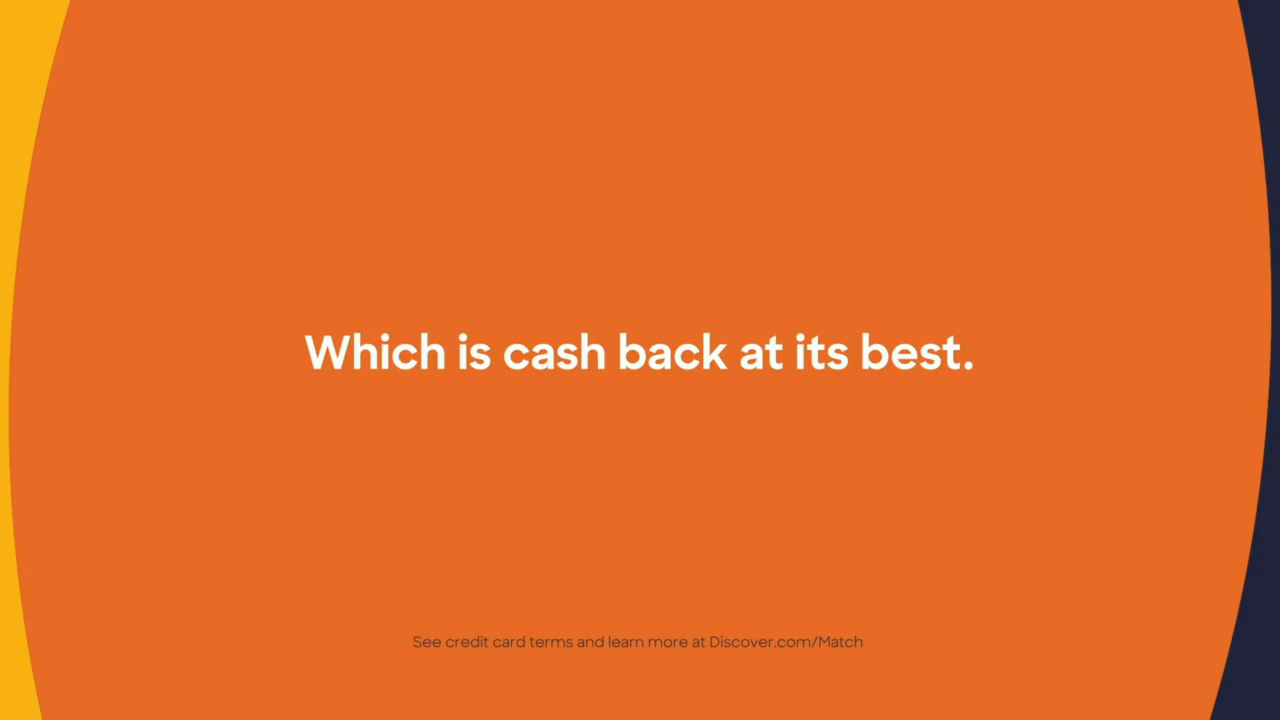 Which is cash back at its best.
See credit card terms and learn more at Discover.com/Match